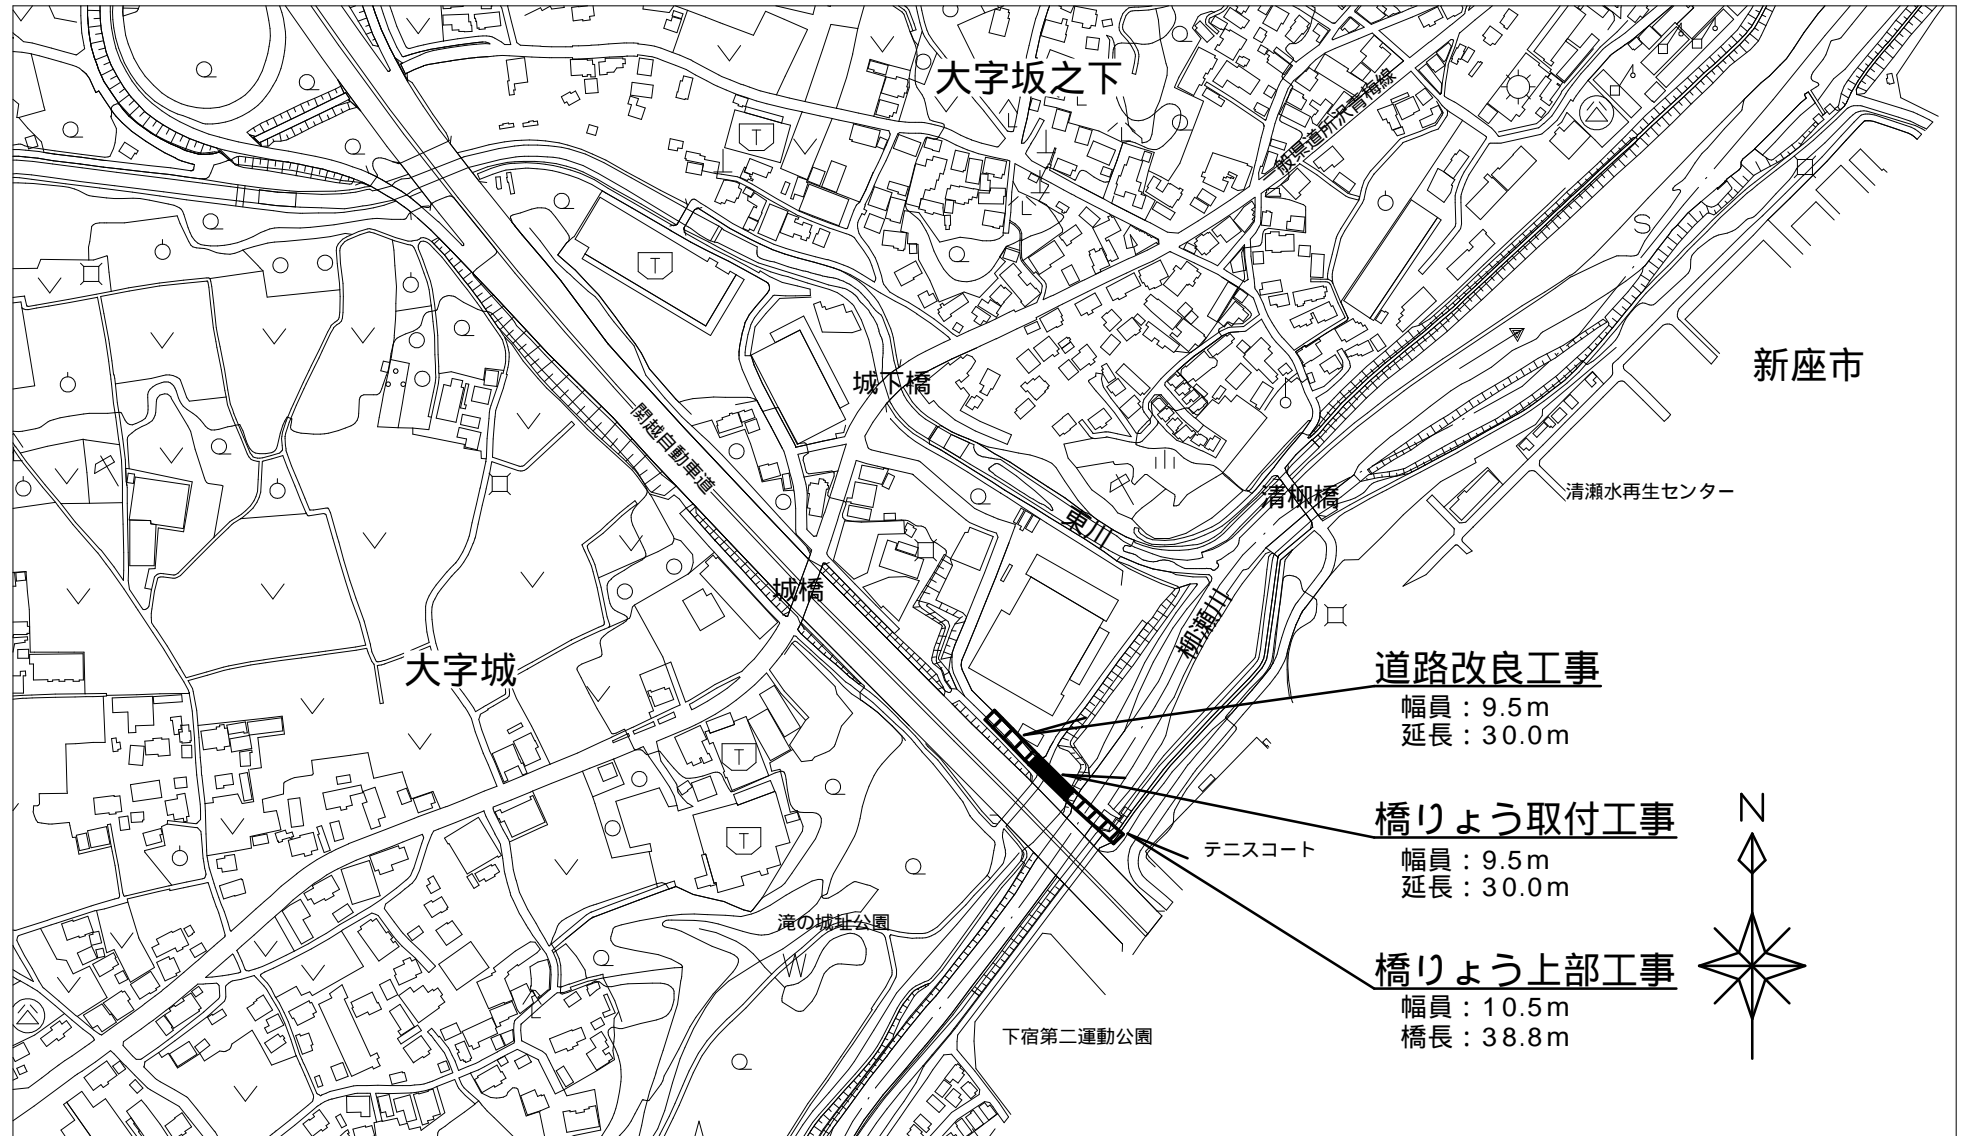 大字坂之下
一般県道所沢青梅線
新座市
城下橋
関越自動車道
清瀬水再生センター
清柳橋
東川
城橋
柳瀬川
大字城
道路改良工事
幅員：9.5m
延長：30.0m
橋りょう取付工事
幅員：9.5m
延長：30.0m
テニスコート
N
滝の城址公園
橋りょう上部工事
幅員：10.5m
橋長：38.8m
下宿第二運動公園